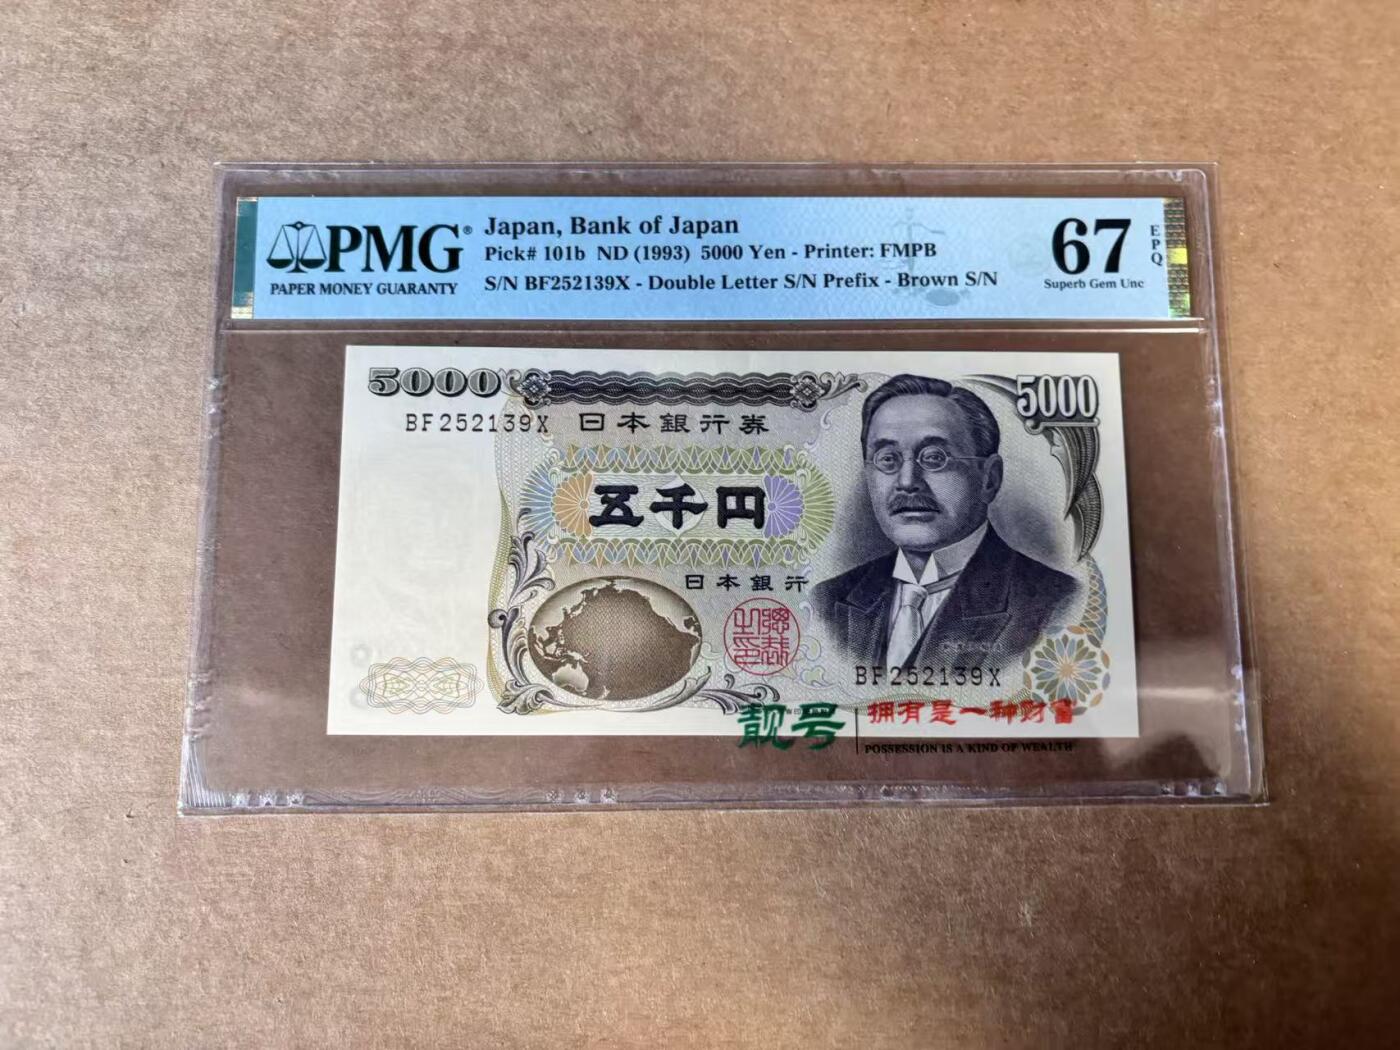 PMG®
PAPER MONEY GUARANTY
Japan, Bank of Japan
Pick# 101b ND (1993) 5000 Yen - Printer: FMPB
S/N BF252139X - Double Letter S/N Prefix - Brown S/N
67
EPQ
Superb Gem Unc
5000
5000
BF252139X
日本銀行券
五千円
日本銀行
BF252139X
靓号
拥有是一种财富
POSSESSION IS A KIND OF WEALTH